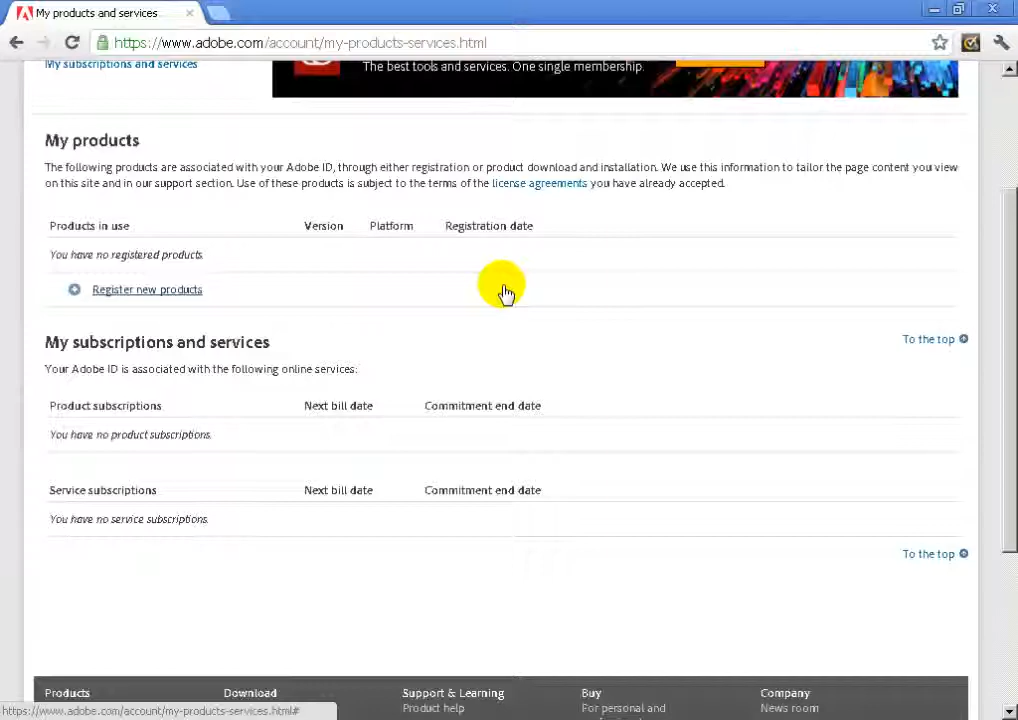 My products and services
https://www.adobe.com/account/my-products-services.html
My subscriptions and services
The best tools and services. One single membership.
My products
The following products are associated with your Adobe ID, through either registration or product download and installation. We use this information to tailor the page content you view
on this site and in our support section. Use of these products is subject to the terms of the license agreements you have already accepted.
Products in use Version Platform Registration date
You have no registered products.
Register new products
My subscriptions and services To the top
Your Adobe ID is associated with the following online services:
Product subscriptions Next bill date Commitment end date
You have no product subscriptions.
Service subscriptions Next bill date Commitment end date
You have no service subscriptions.
To the top
Products Download Support & Learning Buy Company
Product help For personal and News room
https://www.adobe.com/account/my-products-services.html#